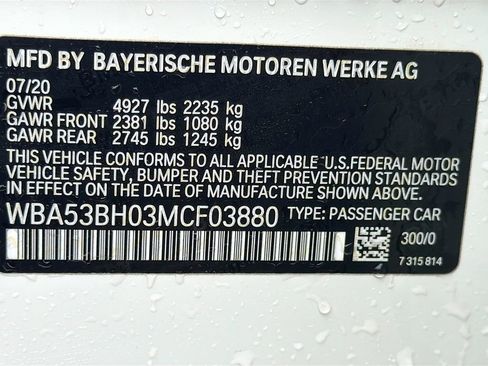 MFD BY BAYERISCHE MOTOREN WERKE AG
07/20
GVWR 4927 lbs 2235 kg
GAWR FRONT 2381 lbs 1080 kg
GAWR REAR 2745 lbs 1245 kg
THIS VEHICLE CONFORMS TO ALL APPLICABLE U.S.FEDERAL MOTOR
VEHICLE SAFETY, BUMPER AND THEFT PREVENTION STANDARDS
IN EFFECT ON THE DATE OF MANUFACTURE SHOWN ABOVE.
WBA53BH03MCF03880 TYPE: PASSENGER CAR
300/0
7 315 814